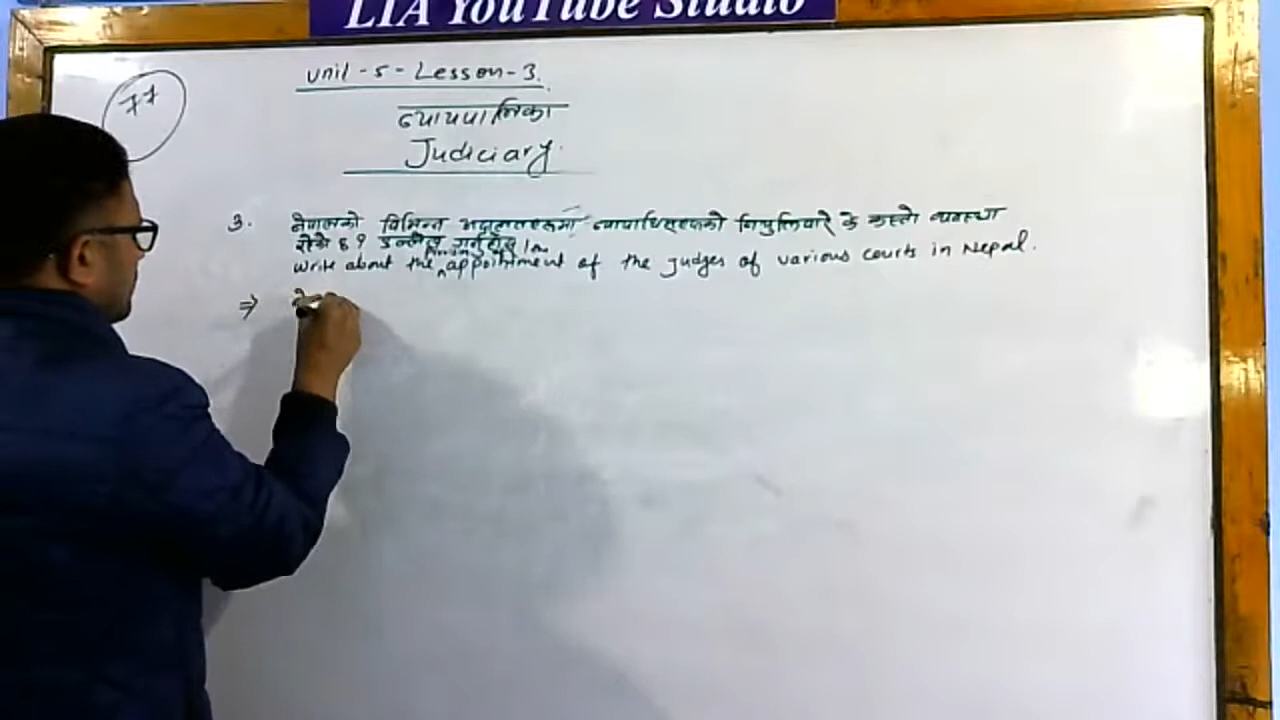 LIA YouTube Studio
77
Unit - 5 - Lesson - 3.
न्यायपालिका
Judiciary.
3. नेपालको विभिन्न अदालतहरूमा न्यायाधिशहरूको नियुक्तिबारे के कस्तो व्यवस्था
गरेको छ? उल्लेख गर्नुहोस् ।
Write about the appointment of the judges of various courts in Nepal.
⇒ ने